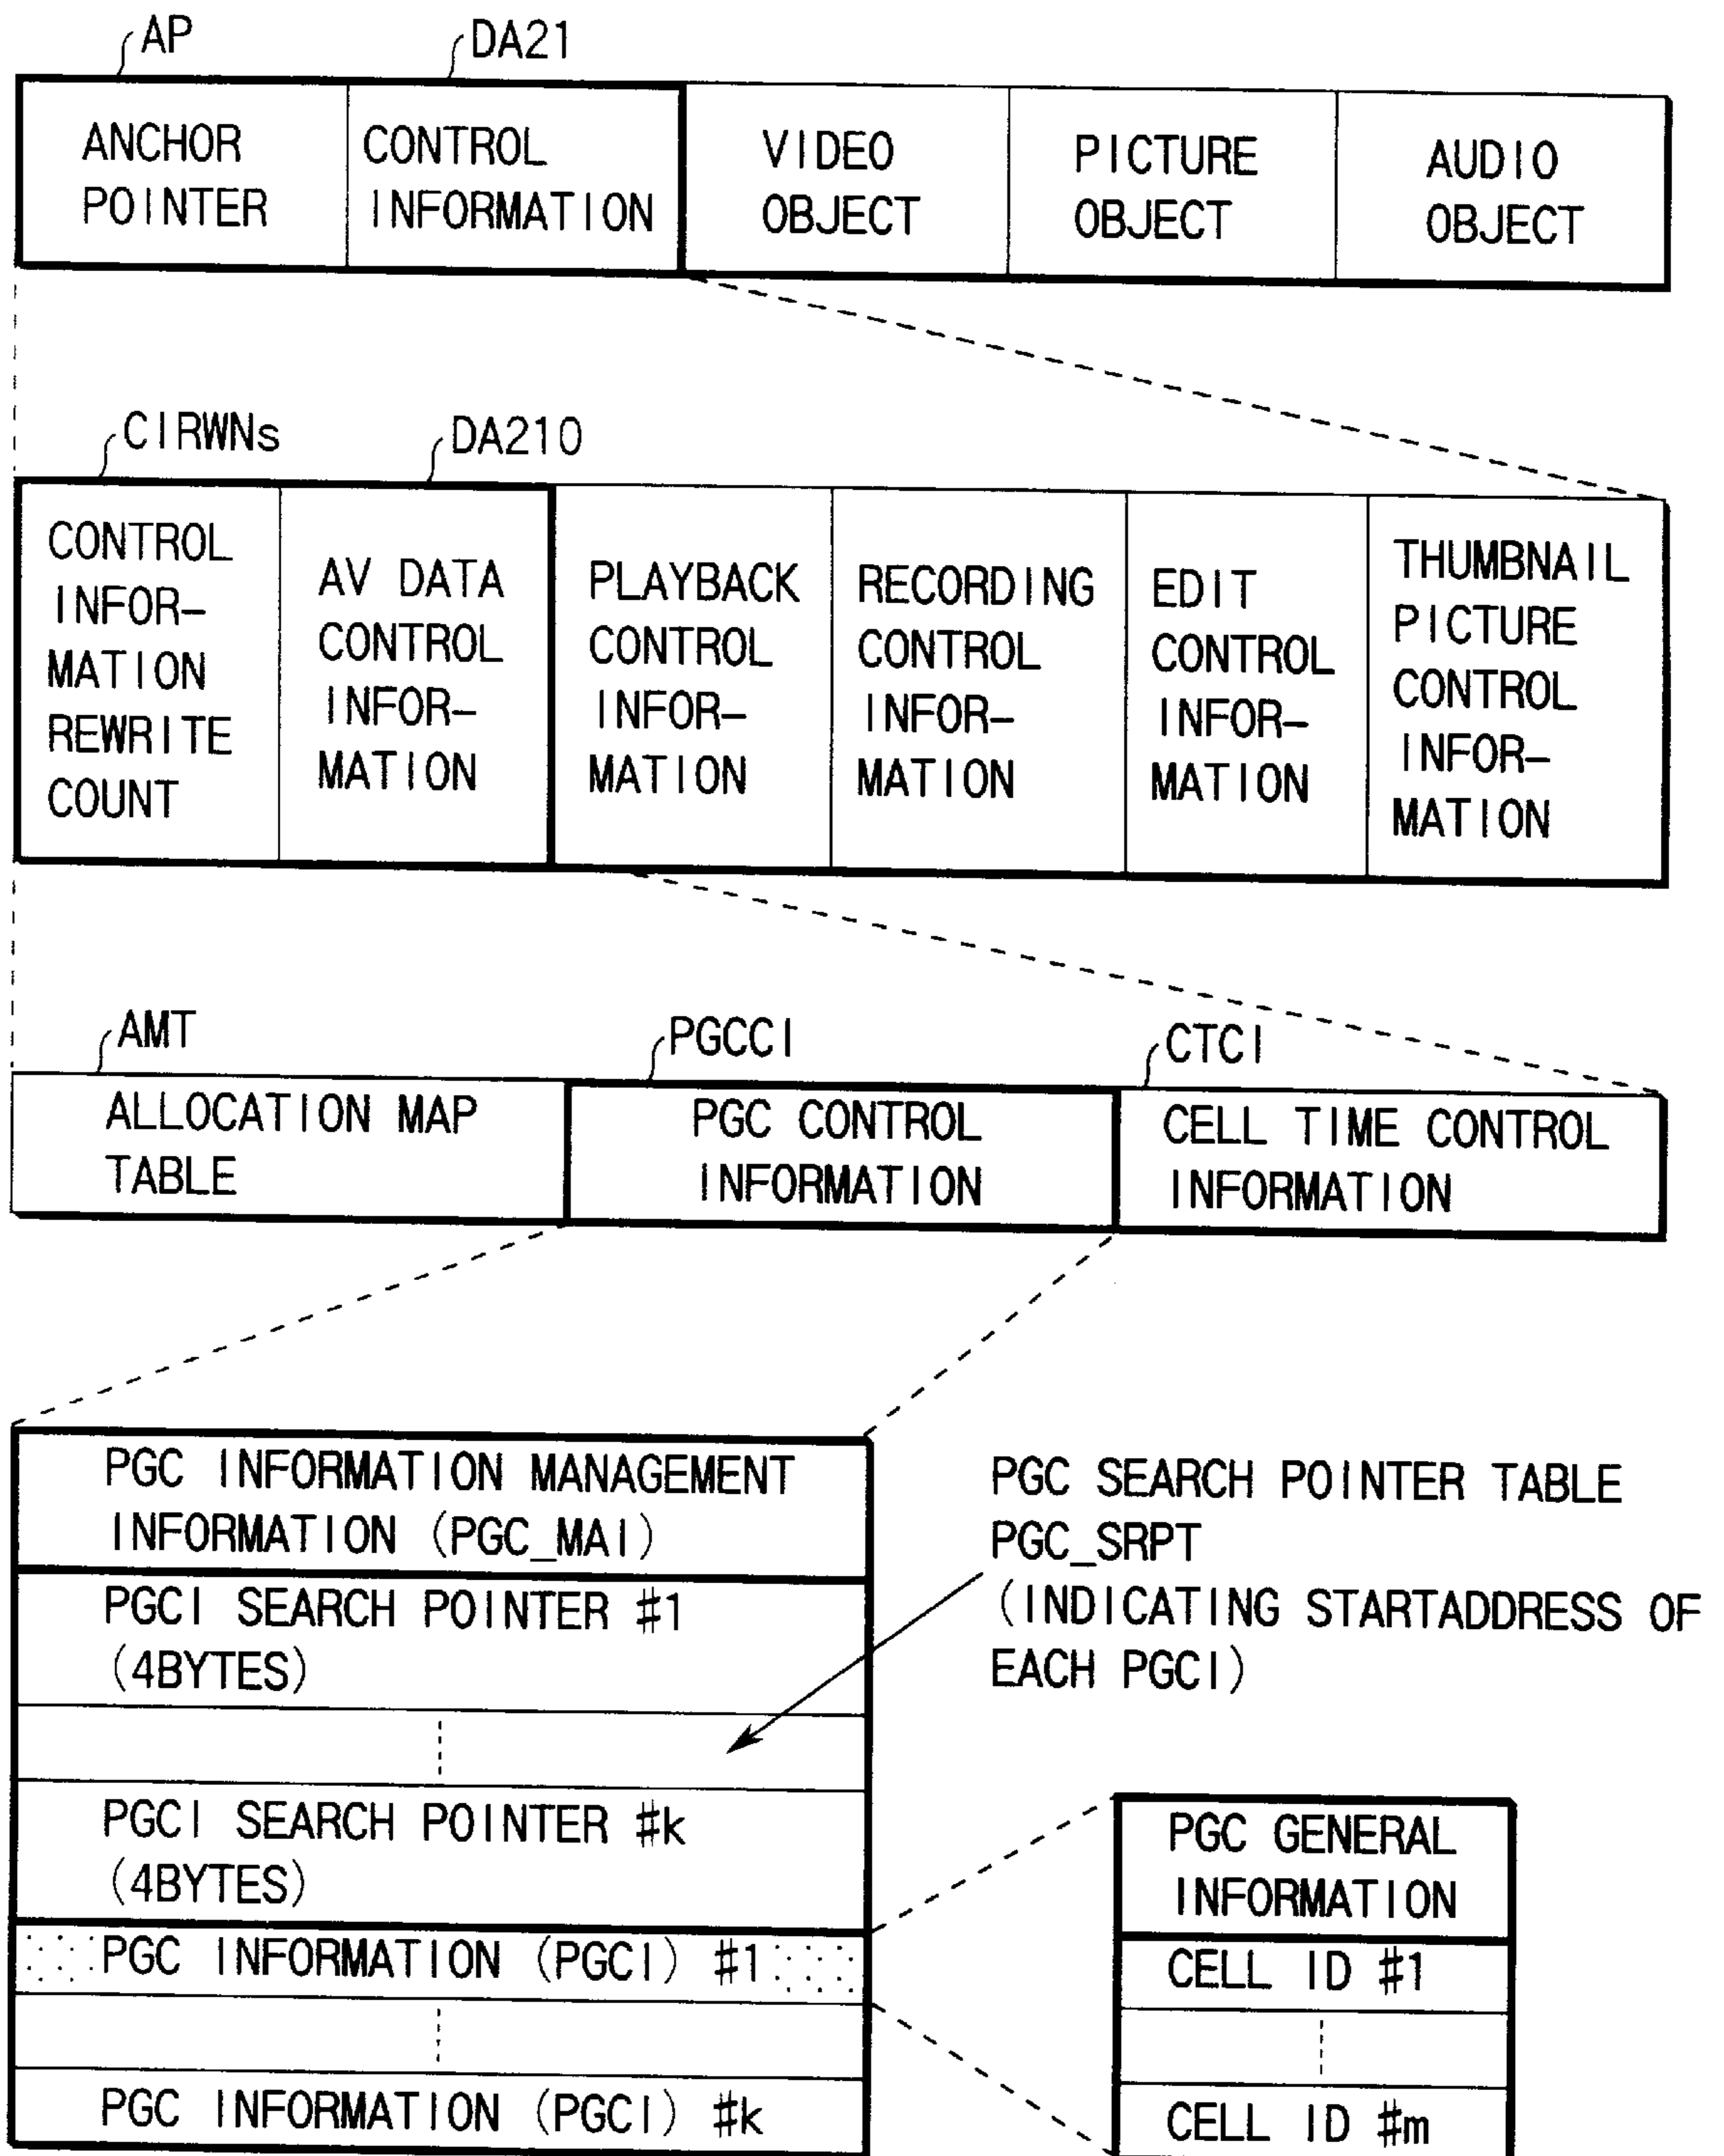 AP
DA21
ANCHOR
POINTER
CONTROL
INFORMATION
VIDEO
OBJECT
PICTURE
OBJECT
AUDIO
OBJECT
CIRWNs
DA210
CONTROL
INFOR-
MATION
REWRITE
COUNT
AV DATA
CONTROL
INFOR-
MATION
PLAYBACK
CONTROL
INFOR-
MATION
RECORDING
CONTROL
INFOR-
MATION
EDIT
CONTROL
INFOR-
MATION
THUMBNAIL
PICTURE
CONTROL
INFOR-
MATION
AMT
PGCCI
CTCI
ALLOCATION MAP
TABLE
PGC CONTROL
INFORMATION
CELL TIME CONTROL
INFORMATION
PGC INFORMATION MANAGEMENT
INFORMATION (PGC_MAI)
PGCI SEARCH POINTER #1
(4BYTES)
PGCI SEARCH POINTER #k
(4BYTES)
PGC INFORMATION (PGCI) #1
PGC INFORMATION (PGCI) #k
PGC SEARCH POINTER TABLE
PGC_SRPT
(INDICATING STARTADDRESS OF
EACH PGCI)
PGC GENERAL
INFORMATION
CELL ID #1
CELL ID #m